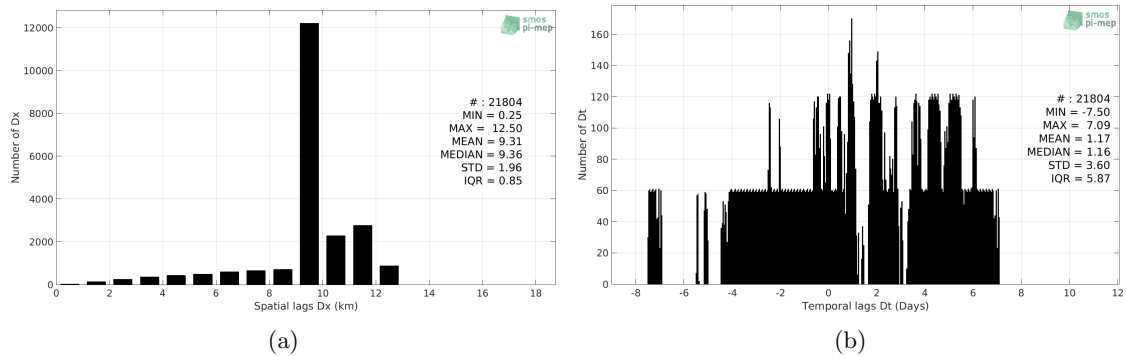 smos
pi-mep
12000
10000
8000
6000
4000
2000
0
Number of Dx
# : 21804
MIN = 0.25
MAX = 12.50
MEAN = 9.31
MEDIAN = 9.36
STD = 1.96
IQR = 0.85
0 2 4 6 8 10 12 14 16 18
Spatial lags Dx (km)
(a)
smos
pi-mep
160
140
120
100
80
60
40
20
0
Number of Dt
# : 21804
MIN = -7.50
MAX = 7.09
MEAN = 1.17
MEDIAN = 1.16
STD = 3.60
IQR = 5.87
-8 -6 -4 -2 0 2 4 6 8 10 12
Temporal lags Dt (Days)
(b)